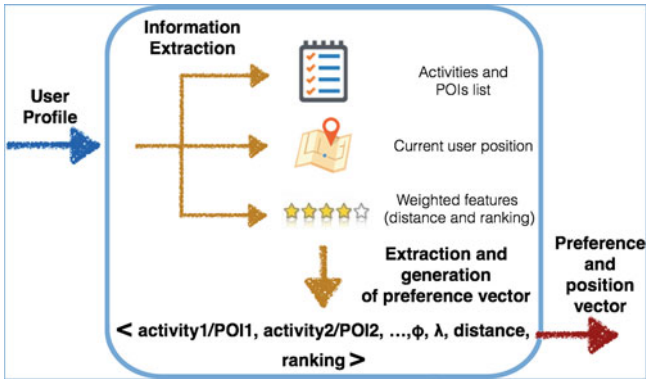 Information
Extraction
User
Profile
Activities and
POIs list
Current user position
Weighted features
(distance and ranking)
Extraction and
generation
of preference vector
Preference
and
position
vector
< activity1/POI1, activity2/POI2, ...,ϕ, λ, distance,
ranking >